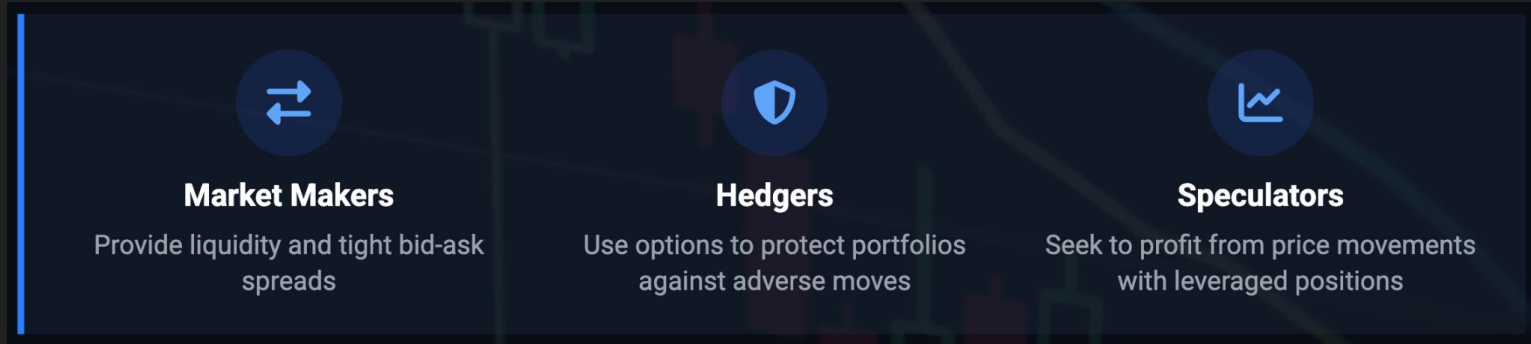 Market Makers
Provide liquidity and tight bid-ask
spreads
Hedgers
Use options to protect portfolios
against adverse moves
Speculators
Seek to profit from price movements
with leveraged positions